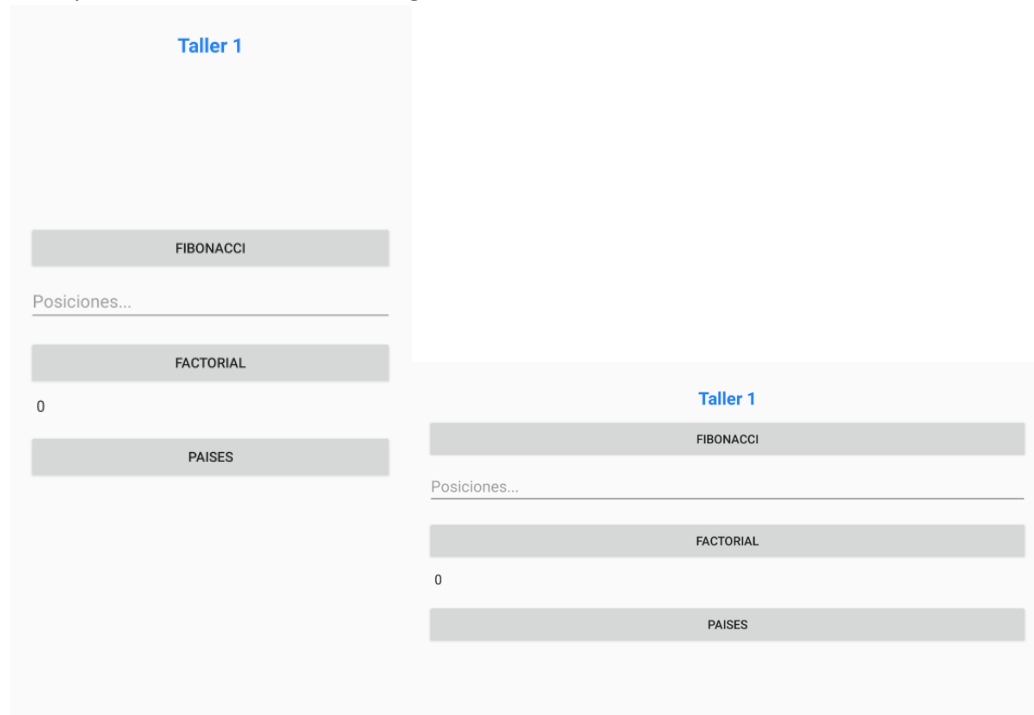 Taller 1
FIBONACCI
Posiciones...
FACTORIAL
0
PAISES
Taller 1
FIBONACCI
Posiciones...
FACTORIAL
0
PAISES